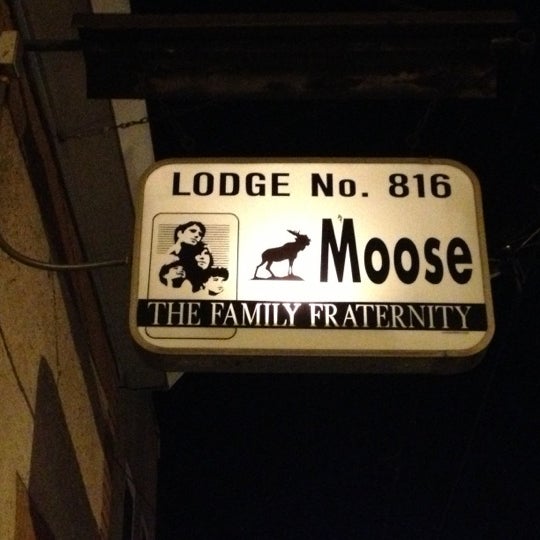 LODGE No. 816
Moose
THE FAMILY FRATERNITY